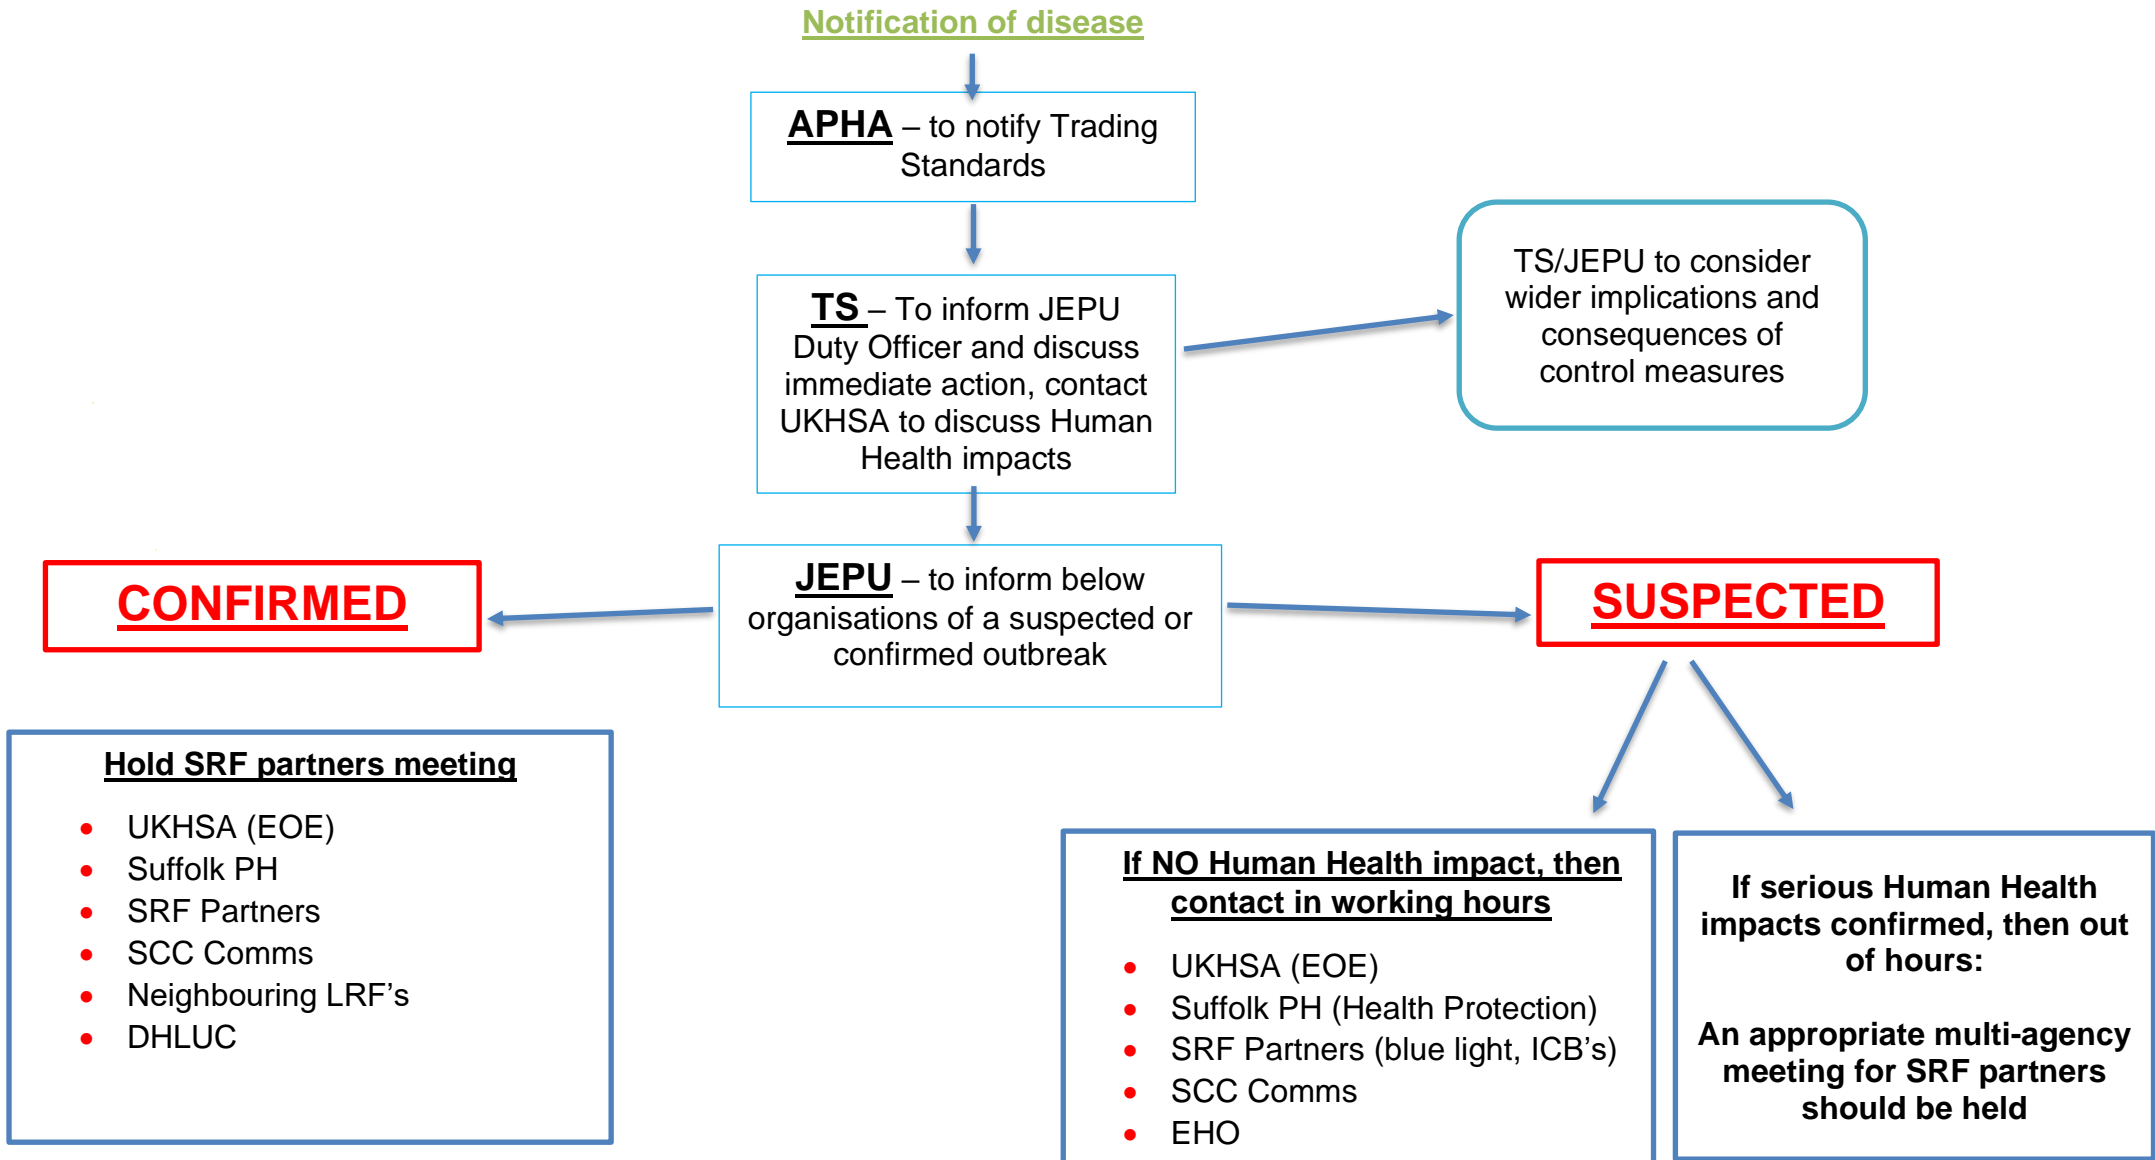 Notification of disease
APHA – to notify Trading
Standards
TS – To inform JEPU
Duty Officer and discuss
immediate action, contact
UKHSA to discuss Human
Health impacts
TS/JEPU to consider
wider implications and
consequences of
control measures
JEPU – to inform below
organisations of a suspected or
confirmed outbreak
CONFIRMED
SUSPECTED
Hold SRF partners meeting
• UKHSA (EOE)
• Suffolk PH
• SRF Partners
• SCC Comms
• Neighbouring LRF’s
• DHLUC
If NO Human Health impact, then
contact in working hours
• UKHSA (EOE)
• Suffolk PH (Health Protection)
• SRF Partners (blue light, ICB’s)
• SCC Comms
• EHO
If serious Human Health
impacts confirmed, then out
of hours:
An appropriate multi-agency
meeting for SRF partners
should be held